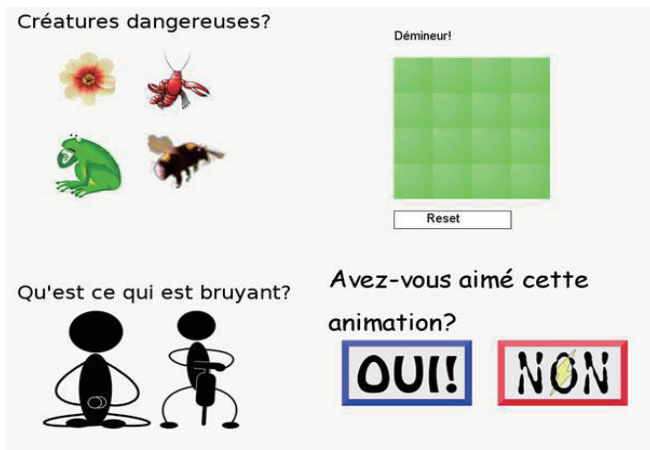 Créatures dangereuses?
Démineur!
Reset
Qu'est ce qui est bruyant?
Avez-vous aimé cette
animation?
OUI!
NON